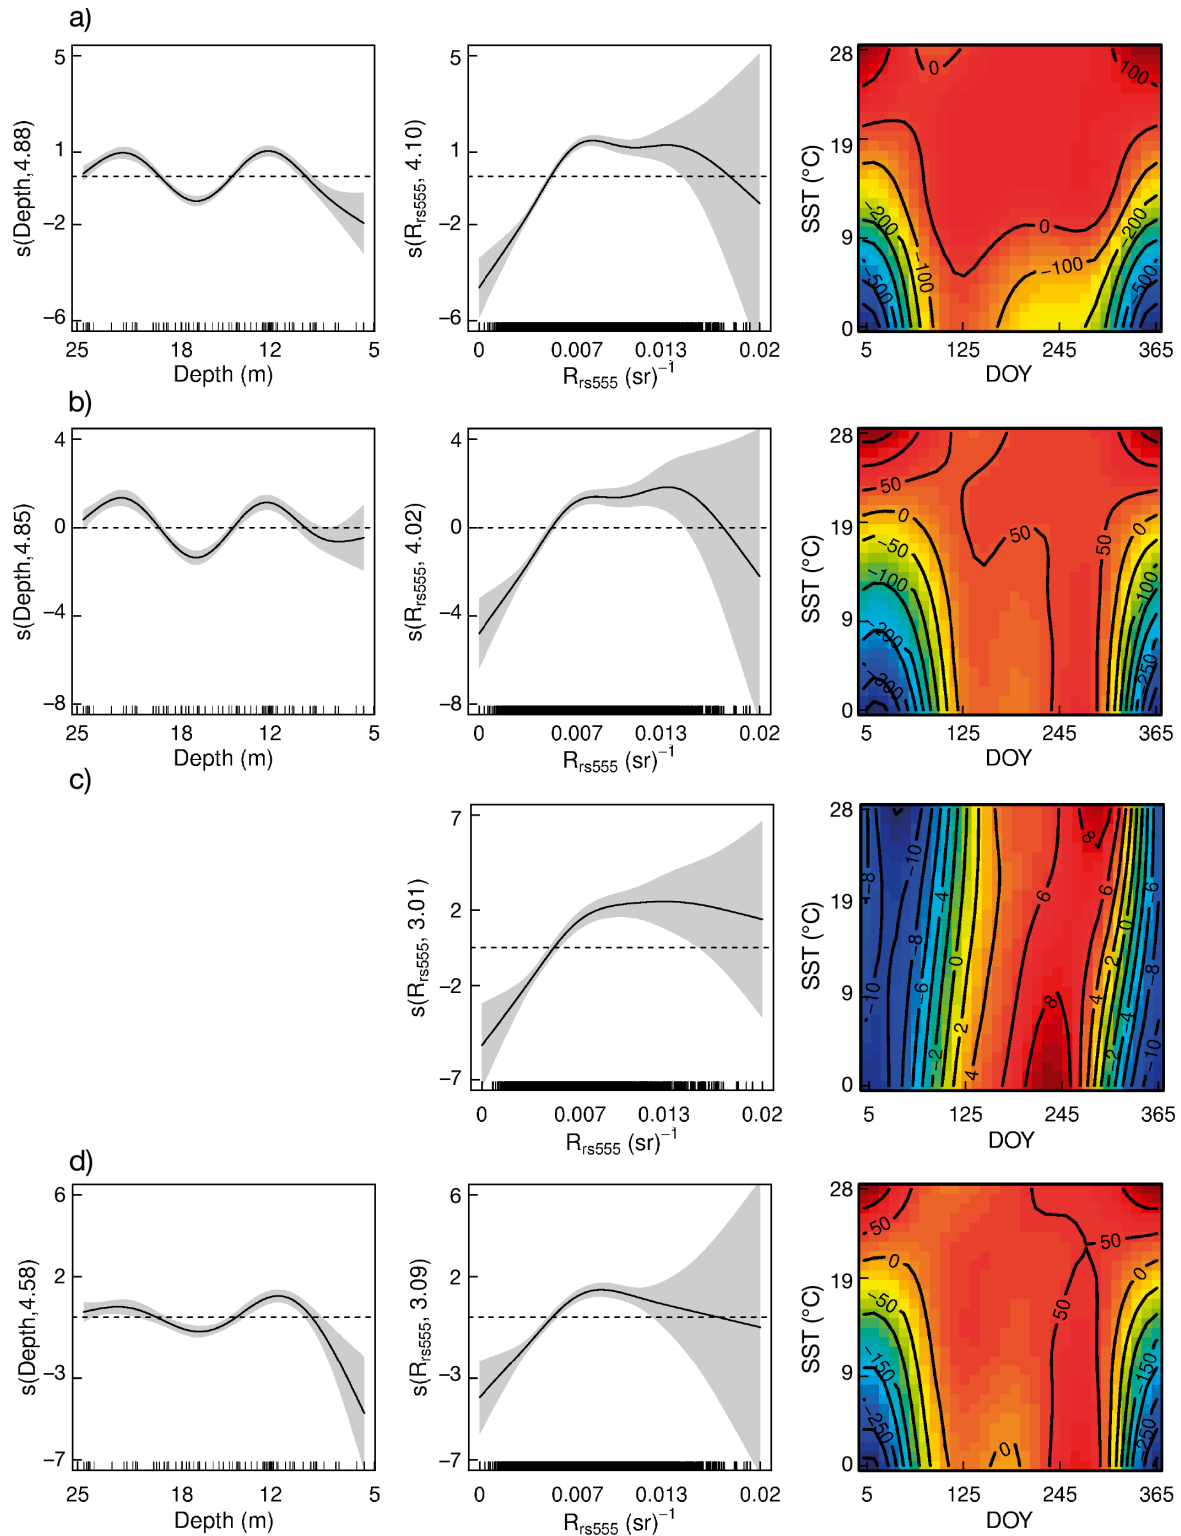 a)
s(Depth,4.88)
5
1
−2
−6
25 18 12 5
Depth (m)
s(Rrs555, 4.10)
5
1
−2
−6
0 0.007 0.013 0.02
Rrs555 (sr)−1
SST (°C)
28
19
9
0
0
100
−200
−500
−100
0
−100
−200
−500
5 125 245 365
DOY
b)
s(Depth,4.85)
4
0
−4
−8
25 18 12 5
Depth (m)
s(Rrs555, 4.02)
4
0
−4
−8
0 0.007 0.013 0.02
Rrs555 (sr)−1
SST (°C)
28
19
9
0
50
0
−50
−100
−200
−300
50
50
0
−100
−250
5 125 245 365
DOY
c)
s(Rrs555, 3.01)
7
2
−2
−7
0 0.007 0.013 0.02
Rrs555 (sr)−1
SST (°C)
28
19
9
0
−8
−10
−10
−8
−6
−4
−2
0
2
4
6
8
8
6
4
2
0
−4
−6
−8
−10
5 125 245 365
DOY
d)
s(Depth,4.58)
6
2
−3
−7
25 18 12 5
Depth (m)
s(Rrs555, 3.09)
6
2
−3
−7
0 0.007 0.013 0.02
Rrs555 (sr)−1
SST (°C)
28
19
9
0
50
0
−50
−150
−250
50
50
0
0
−50
−150
−250
5 125 245 365
DOY